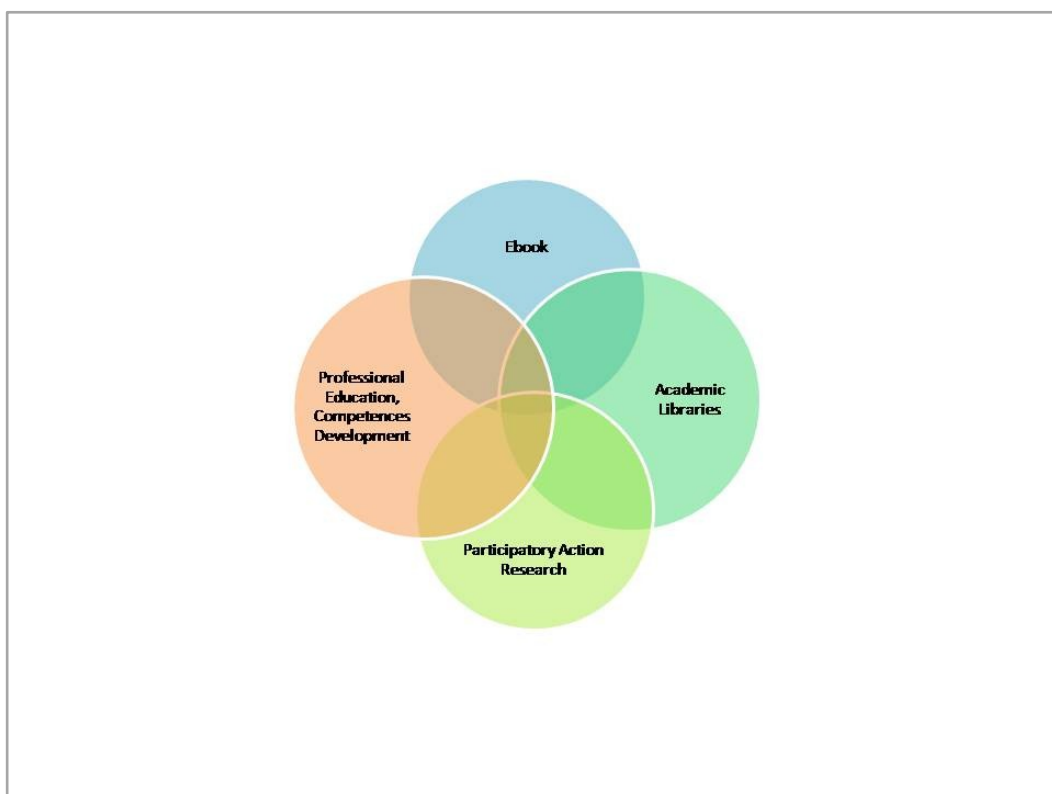 Ebook
Professional
Education,
Competences
Development
Academic
Libraries
Participatory Action
Research